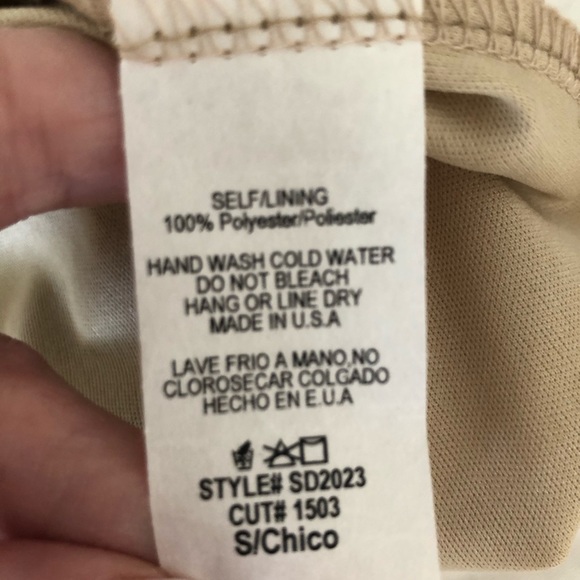 SELF/LINING
100% Polyester/Poliester
HAND WASH COLD WATER
DO NOT BLEACH
HANG OR LINE DRY
MADE IN U.S.A
LAVE FRIO A MANO,NO
CLOROSECAR COLGADO
HECHO EN E.U.A
STYLE# SD2023
CUT# 1503
S/Chico